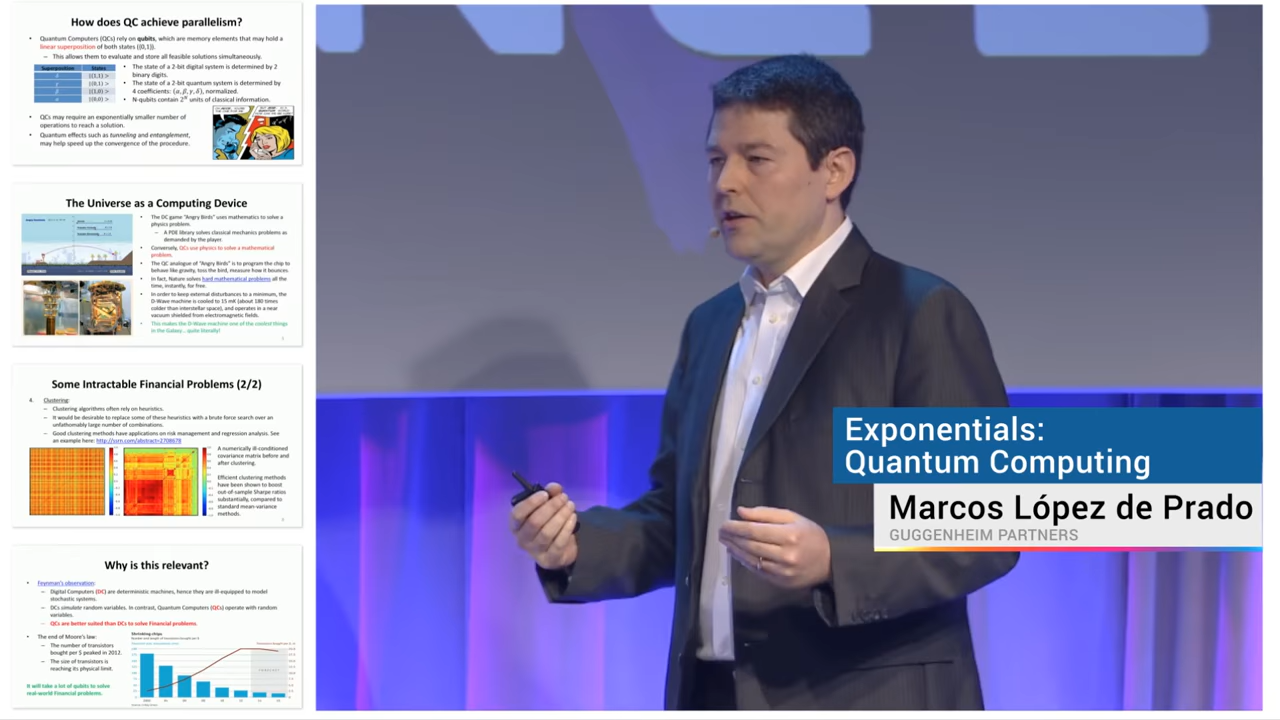 How does QC achieve parallelism?
• Quantum Computers (QCs) rely on qubits, which are memory elements that may hold a
linear superposition of both states ({0,1}).
– This allows them to evaluate and store all feasible solutions simultaneously.
Superposition States
δ |(1,1) >
γ |(0,1) >
β |(1,0) >
α |(0,0) >
• The state of a 2-bit digital system is determined by 2
binary digits.
• The state of a 2-bit quantum system is determined by
4 coefficients: (α, β, γ, δ), normalized.
• N-qubits contain 2^N units of classical information.
• QCs may require an exponentially smaller number of
operations to reach a solution.
• Quantum effects such as tunneling and entanglement,
may help speed up the convergence of the procedure.
The Universe as a Computing Device
• The DC game "Angry Birds" uses mathematics to solve a
physics problem.
– A PDE library solves classical mechanics problems as
demanded by the player.
• Conversely, QCs use physics to solve a mathematical
problem.
• The QC analogue of "Angry Birds" is to program the chip to
behave like gravity, toss the bird, measure how it bounces.
• In fact, Nature solves hard mathematical problems all the
time, instantly, for free.
• In order to keep external disturbances to a minimum, the
D-Wave machine is cooled to 15 mK (about 180 times
colder than interstellar space), and operates in a near
vacuum shielded from electromagnetic fields.
• This makes the D-Wave machine one of the coolest things
in the Galaxy... quite literally!
Some Intractable Financial Problems (2/2)
4. Clustering:
– Clustering algorithms often rely on heuristics.
– It would be desirable to replace some of these heuristics with a brute force search over an
unfathomably large number of combinations.
– Good clustering methods have applications on risk management and regression analysis. See
an example here: http://ssrn.com/abstract=2708678
A numerically ill-conditioned
covariance matrix before and
after clustering.
Efficient clustering methods
have been shown to boost
out-of-sample Sharpe ratios
substantially, compared to
standard mean-variance
methods.
Why is this relevant?
• Feynman's observation:
– Digital Computers (DC) are deterministic machines, hence they are ill-equipped to model
stochastic systems.
– DCs simulate random variables. In contrast, Quantum Computers (QCs) operate with random
variables.
– QCs are better suited than DCs to solve Financial problems.
• The end of Moore's law:
– The number of transistors
bought per $ peaked in 2012.
– The size of transistors is
reaching its physical limit.
It will take a lot of qubits to solve
real-world Financial problems.
Shrinking chips
FORECAST
Exponentials:
Quantum Computing
Marcos López de Prado
GUGGENHEIM PARTNERS